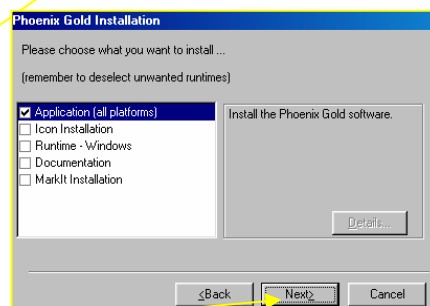 Phoenix Gold Installation
Please choose what you want to install ...
(remember to deselect unwanted runtimes)
Application (all platforms)
Icon Installation
Runtime - Windows
Documentation
MarkIt Installation
Install the Phoenix Gold software.
Details...
<Back
Next>
Cancel